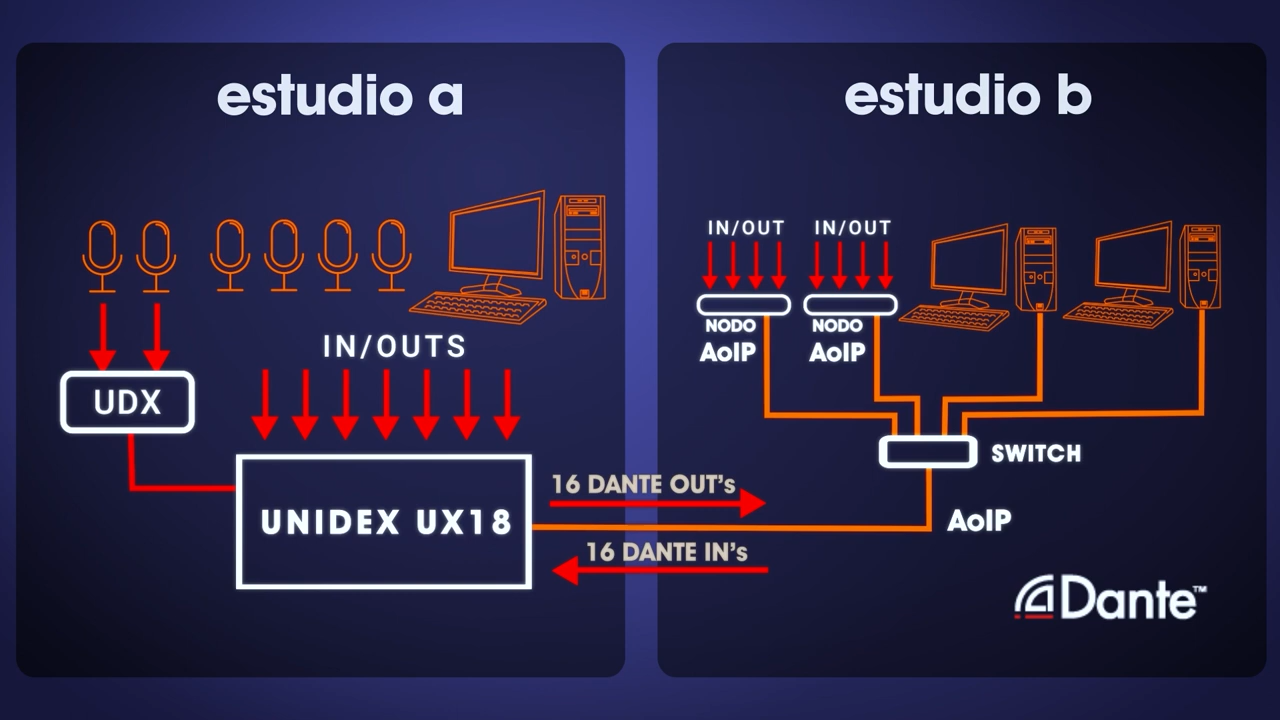 estudio a
IN/OUTS
UDX
UNIDEX UX18
16 DANTE OUT's
16 DANTE IN's
estudio b
IN/OUT
IN/OUT
NODO
AoIP
NODO
AoIP
SWITCH
AoIP
Dante™